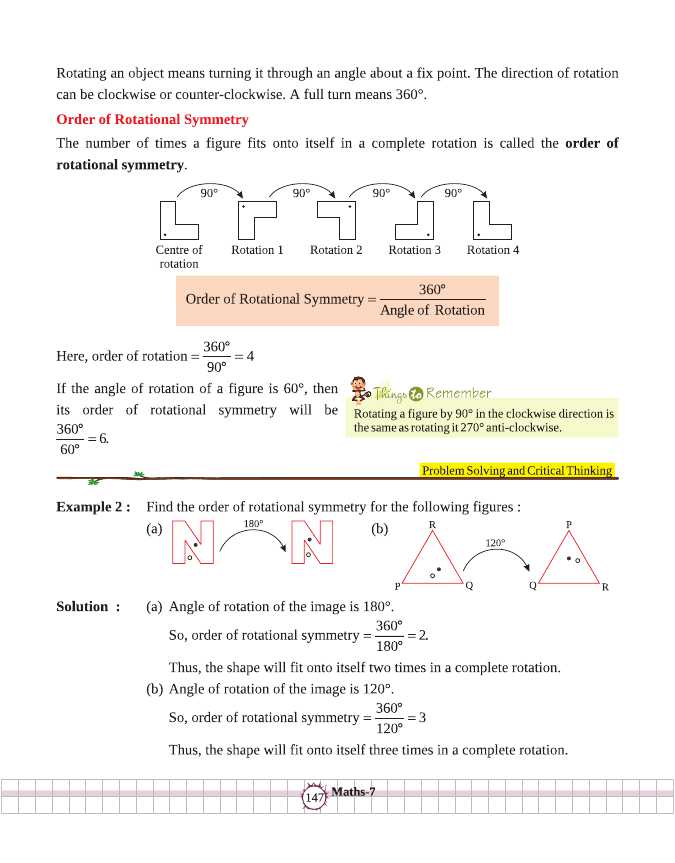 Rotating an object means turning it through an angle about a fix point. The direction of rotation
can be clockwise or counter-clockwise. A full turn means 360°.
Order of Rotational Symmetry
The number of times a figure fits onto itself in a complete rotation is called the order of
rotational symmetry.
90° 90° 90° 90°
Centre of rotation Rotation 1 Rotation 2 Rotation 3 Rotation 4
Order of Rotational Symmetry = 360° / Angle of Rotation
Here, order of rotation = 360° / 90° = 4
If the angle of rotation of a figure is 60°, then
its order of rotational symmetry will be
360° / 60° = 6.
Things to Remember
Rotating a figure by 90° in the clockwise direction is
the same as rotating it 270° anti-clockwise.
Problem Solving and Critical Thinking
Example 2 : Find the order of rotational symmetry for the following figures :
(a) 180° (b) R P Q 120° P Q R
Solution : (a) Angle of rotation of the image is 180°.
So, order of rotational symmetry = 360° / 180° = 2.
Thus, the shape will fit onto itself two times in a complete rotation.
(b) Angle of rotation of the image is 120°.
So, order of rotational symmetry = 360° / 120° = 3
Thus, the shape will fit onto itself three times in a complete rotation.
147 Maths-7